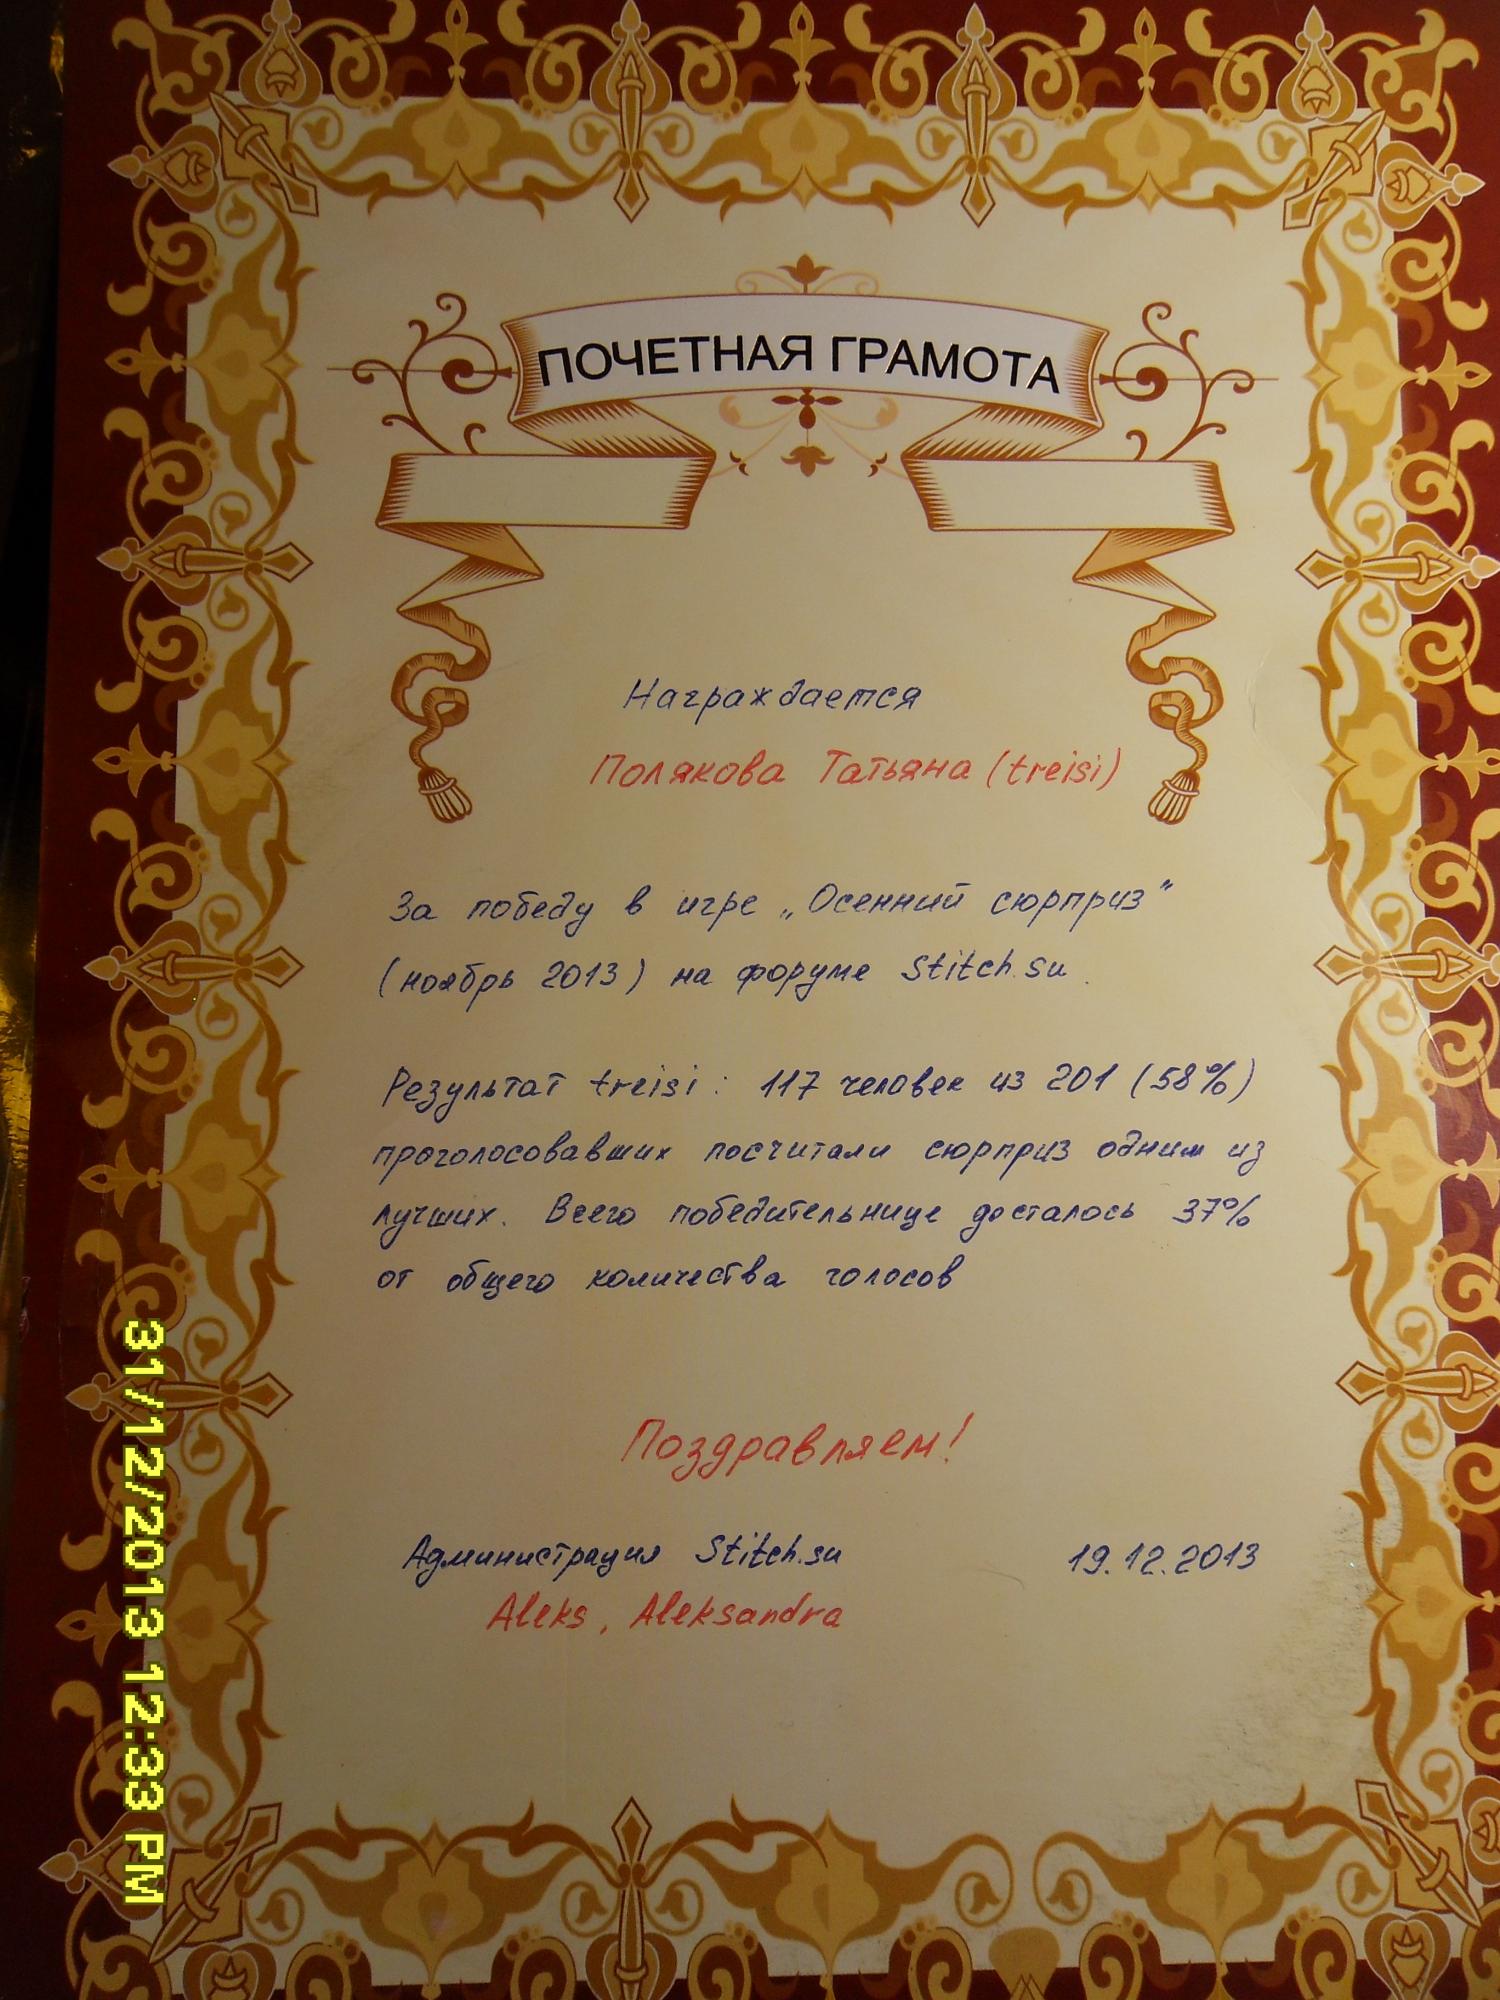 ПОЧЕТНАЯ ГРАМОТА
Награждается
Полякова Татьяна (treisi)
За победу в игре „Осенний сюрприз"
(ноябрь 2013) на форуме Stitch.su.
Результат treisi: 117 человек из 201 (58%)
проголосовавших посчитали сюрприз одним из
лучших. Всего победительнице досталось 37%
от общего количества голосов
Поздравляем!
Администрация Stitch.su 19.12.2013
Aleks, Aleksandra
31/12/2013 12:33 PM